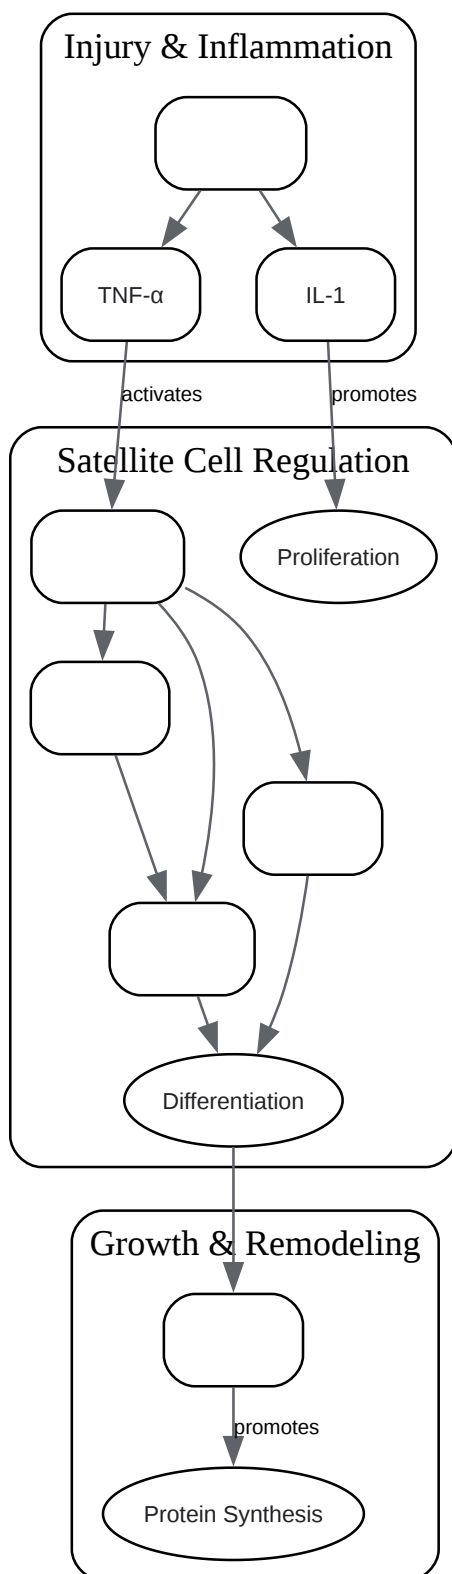 Injury & Inflammation
TNF-α
IL-1
activates
promotes
Satellite Cell Regulation
Proliferation
Differentiation
Growth & Remodeling
promotes
Protein Synthesis